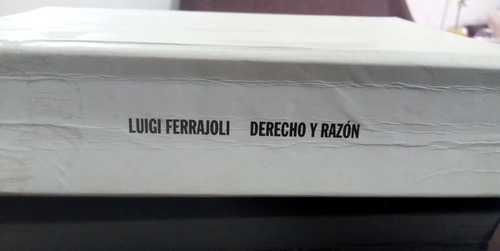 LUIGI FERRAJOLI DERECHO Y RAZÓN